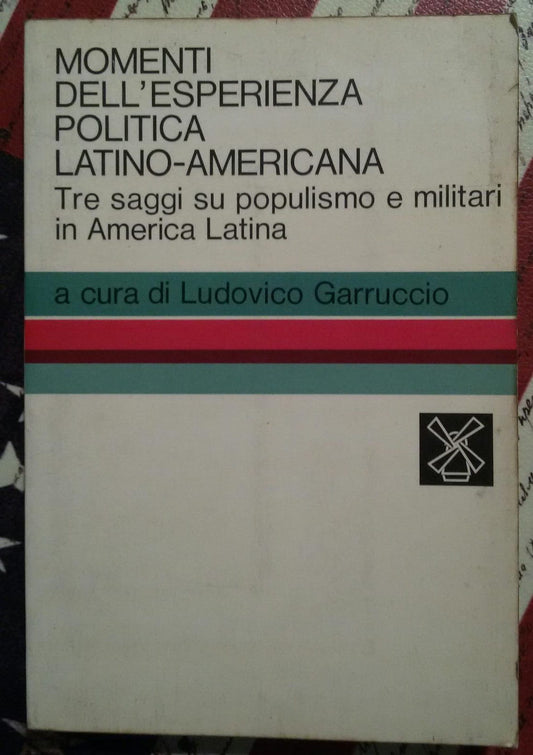 MOMENTI
DELL'ESPERIENZA
POLITICA
LATINO-AMERICANA
Tre saggi su populismo e militari
in America Latina
a cura di Ludovico Garruccio